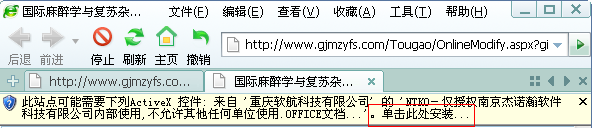 国际麻醉学与复苏杂... 文件(F) 编辑(E) 查看(V) 收藏(A) 工具(T) 帮助(H)
后退 前进 停止 刷新 主页 http://www.gjmzyfs.com/Tougao/OnlineModify.aspx?gi
http://www.gjmzyfs.co... 国际麻醉学与复苏杂...
此站点可能需要下列ActiveX 控件: 来自“重庆软航科技有限公司”的“NTKO－仅授权南京杰诺瀚软件
科技有限公司内部使用,不允许其他任何单位使用.OFFICE文档...”。单击此处安装...